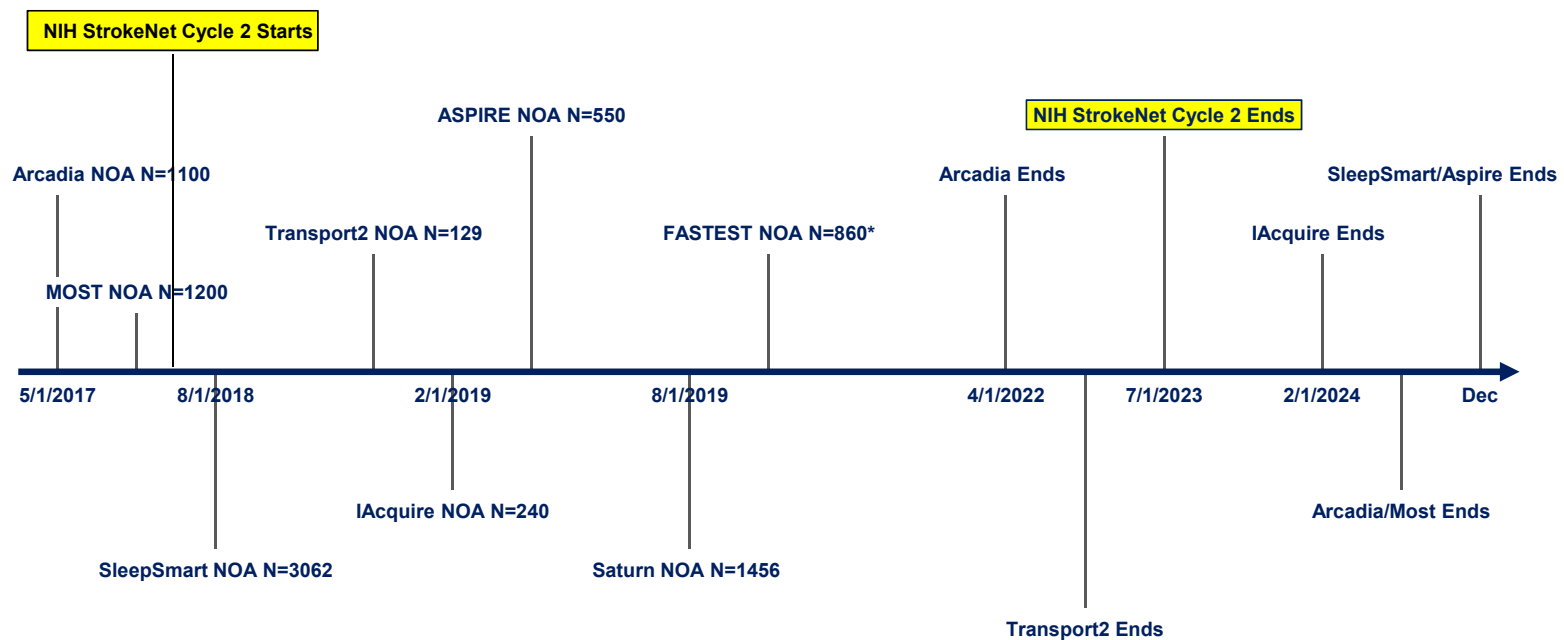 NIH StrokeNet Cycle 2 Starts
ASPIRE NOA N=550
NIH StrokeNet Cycle 2 Ends
Arcadia NOA N=1100
Arcadia Ends
SleepSmart/Aspire Ends
Transport2 NOA N=129
FASTEST NOA N=860*
IAcquire Ends
MOST NOA N=1200
5/1/2017
8/1/2018
2/1/2019
8/1/2019
4/1/2022
7/1/2023
2/1/2024
Dec
IAcquire NOA N=240
Arcadia/Most Ends
SleepSmart NOA N=3062
Saturn NOA N=1456
Transport2 Ends